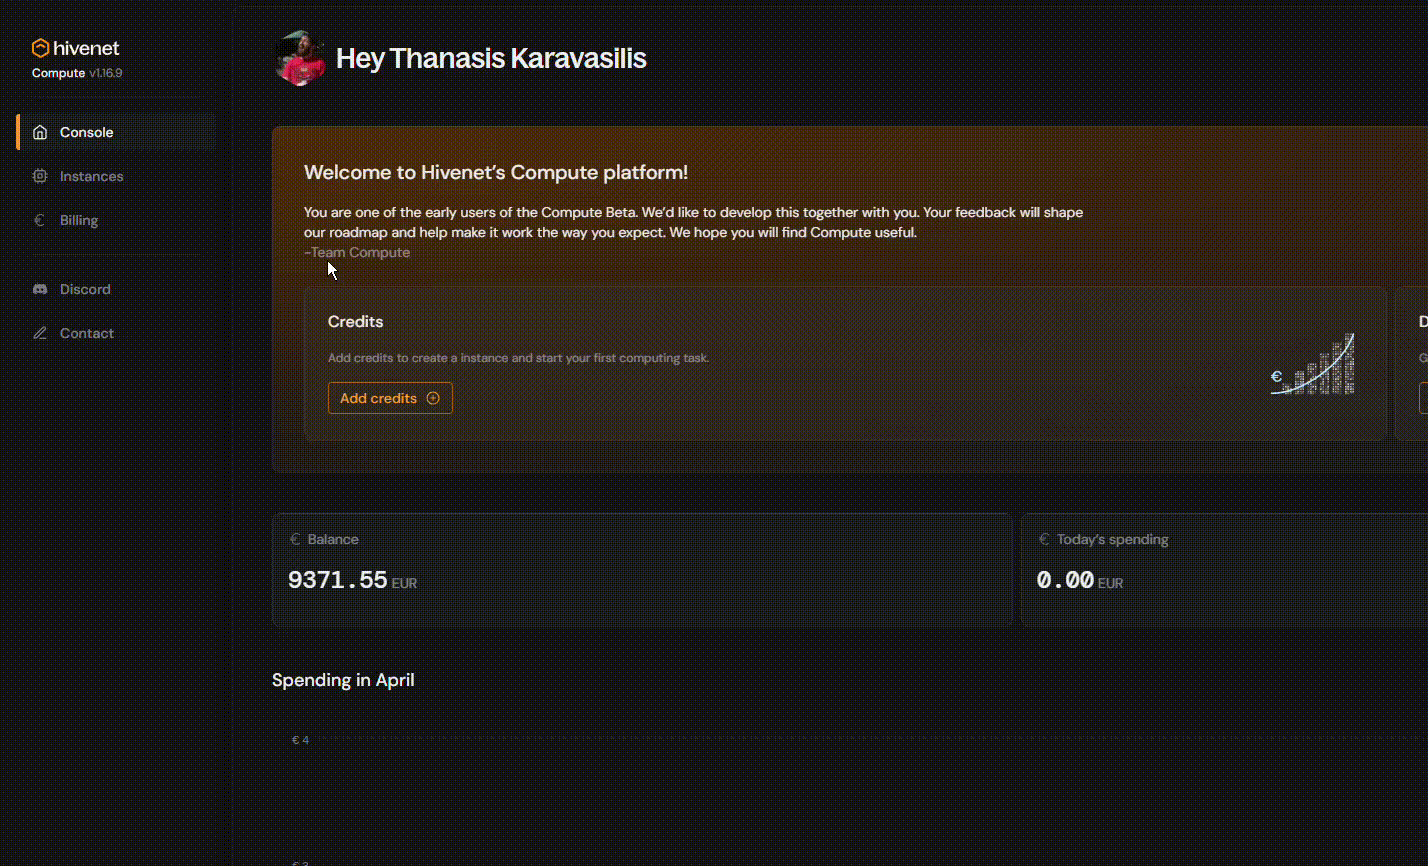 hivenet
Compute v1.16.9
Console
Instances
Billing
Discord
Contact
Hey Thanasis Karavasilis
Welcome to Hivenet’s Compute platform!
You are one of the early users of the Compute Beta. We’d like to develop this together with you. Your feedback will shape
our roadmap and help make it work the way you expect. We hope you will find Compute useful.
~Team Compute
Credits
Add credits to create a instance and start your first computing task.
Add credits
€
D
G
€ Balance
9371.55 EUR
€ Today’s spending
0.00 EUR
Spending in April
€ 4